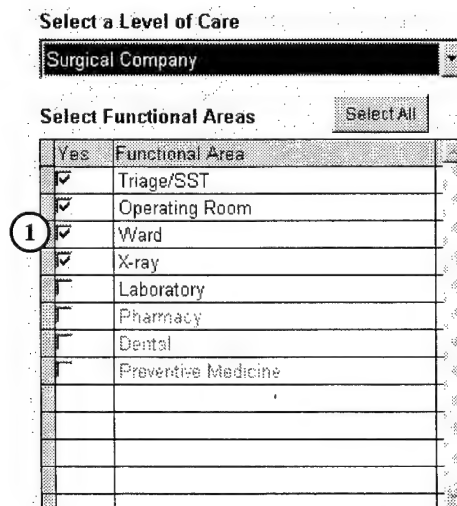 Select a Level of Care
Surgical Company
Select Functional Areas
Select All
Yes Functional Area
Triage/SST
Operating Room
1
Ward
X-ray
Laboratory
Pharmacy
Dental
Preventive Medicine